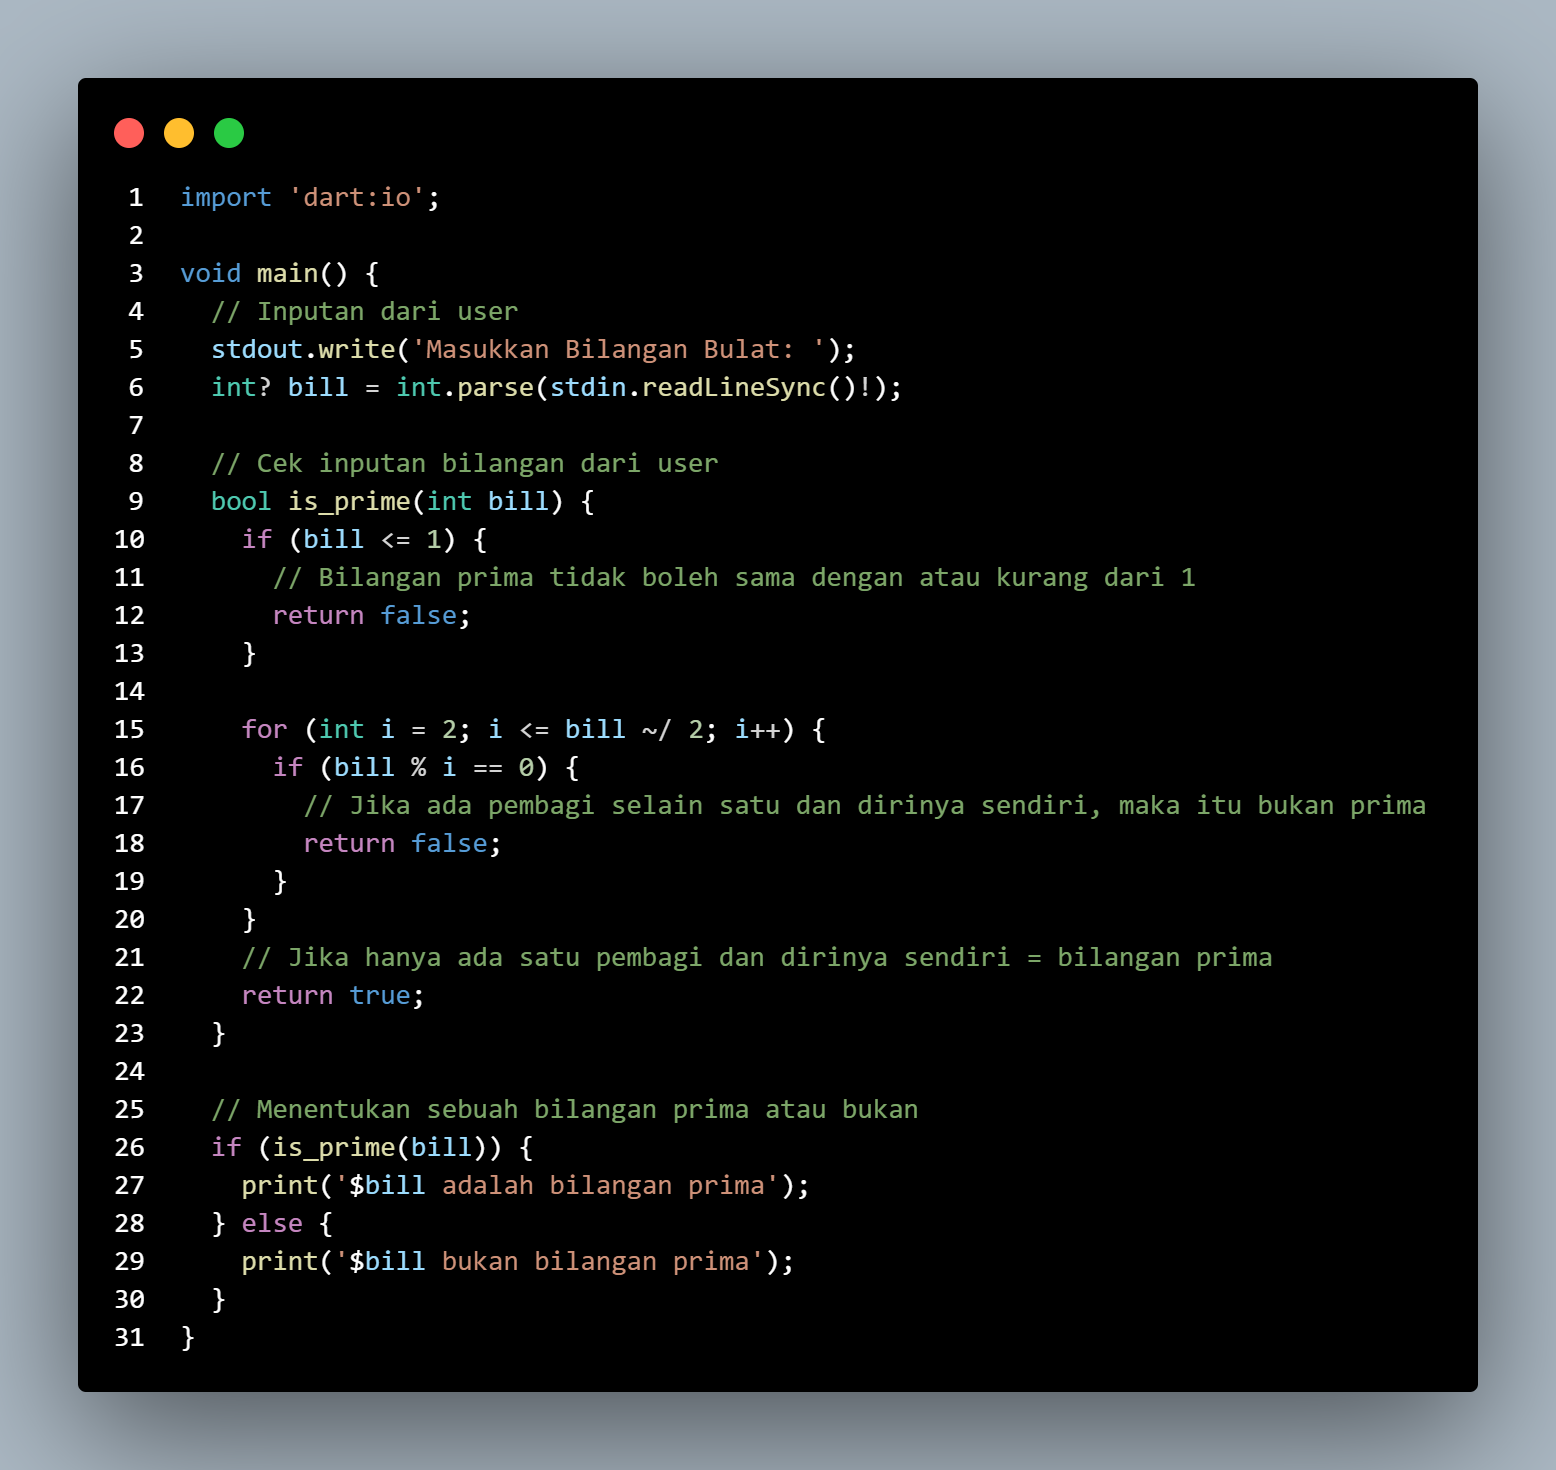 1 import 'dart:io';
2
3 void main() {
4   // Inputan dari user
5   stdout.write('Masukkan Bilangan Bulat: ');
6   int? bill = int.parse(stdin.readLineSync()!);
7
8   // Cek inputan bilangan dari user
9   bool is_prime(int bill) {
10     if (bill <= 1) {
11       // Bilangan prima tidak boleh sama dengan atau kurang dari 1
12       return false;
13     }
14
15     for (int i = 2; i <= bill ~/ 2; i++) {
16       if (bill % i == 0) {
17         // Jika ada pembagi selain satu dan dirinya sendiri, maka itu bukan prima
18         return false;
19       }
20     }
21     // Jika hanya ada satu pembagi dan dirinya sendiri = bilangan prima
22     return true;
23   }
24
25   // Menentukan sebuah bilangan prima atau bukan
26   if (is_prime(bill)) {
27     print('$bill adalah bilangan prima');
28   } else {
29     print('$bill bukan bilangan prima');
30   }
31 }